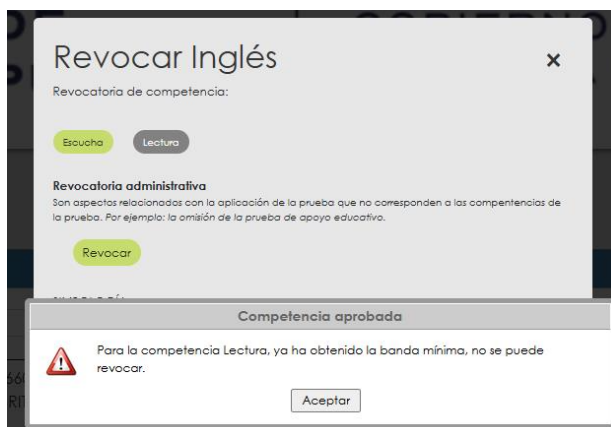 Revocar Inglés
Revocatoria de competencia:
Escucha
Lectura
Revocatoria administrativa
Son aspectos relacionados con la aplicación de la prueba que no corresponden a las compentencias de
la prueba. Por ejemplo: la omisión de la prueba de apoyo educativo.
Revocar
Competencia aprobada
Para la competencia Lectura, ya ha obtenido la banda mínima, no se puede
revocar.
Aceptar